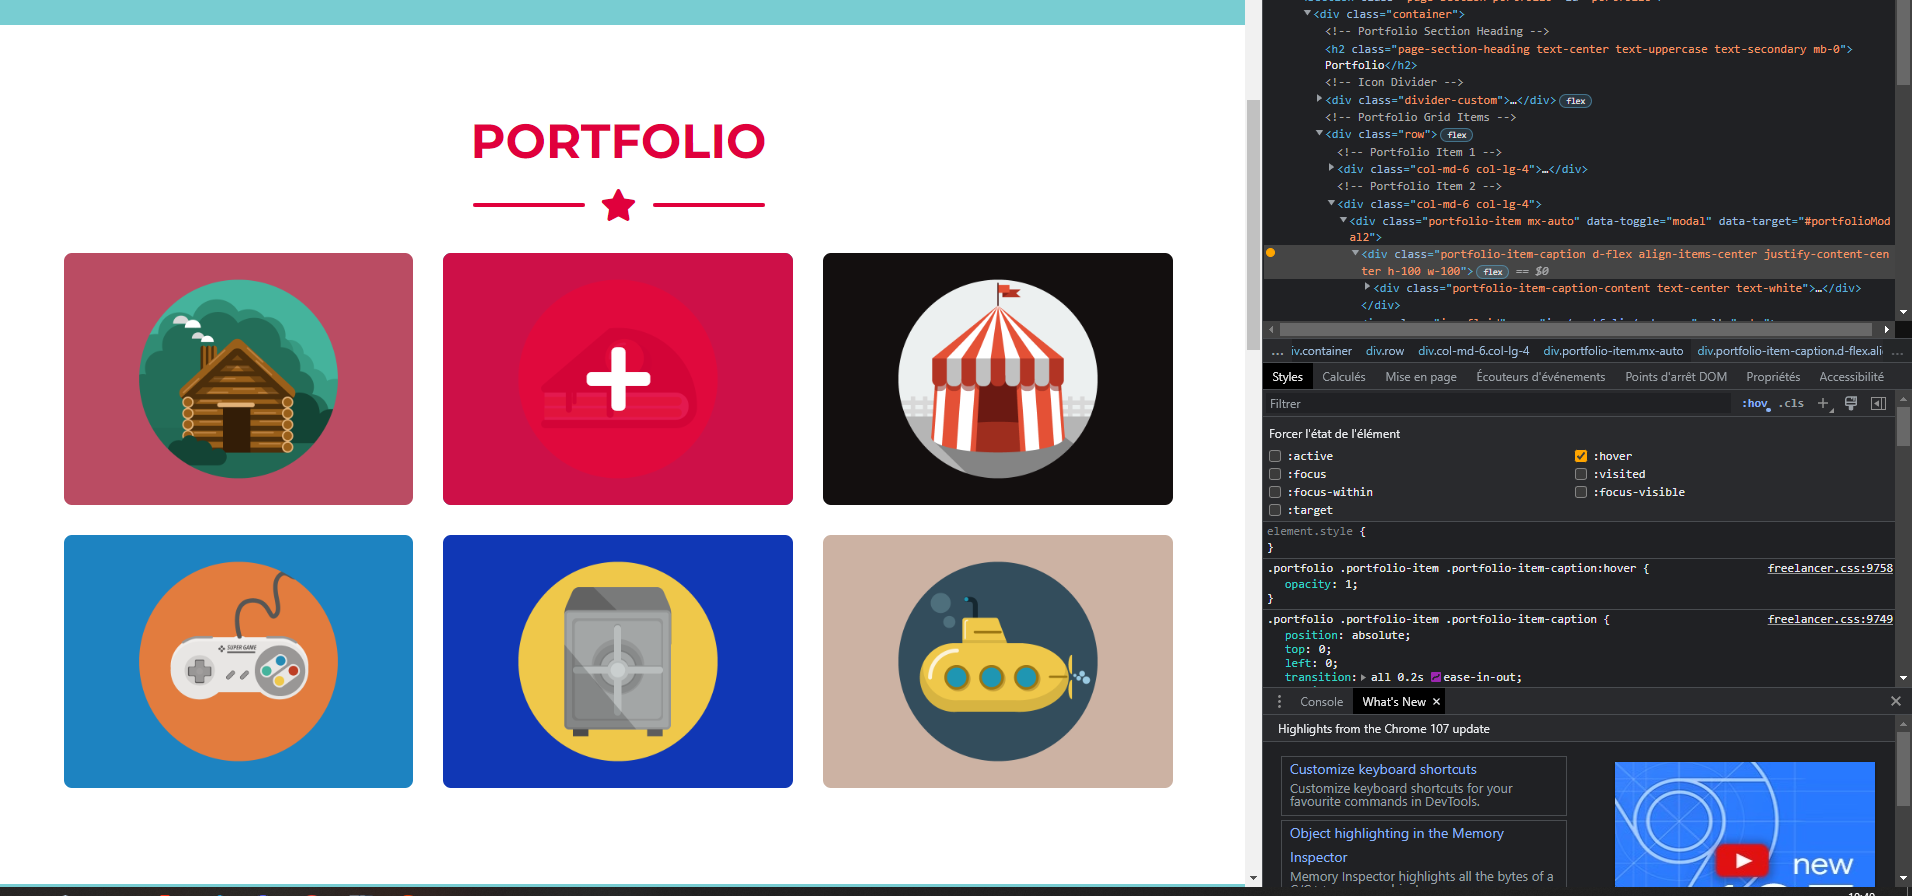 PORTFOLIO
SUPER GAME
<div class="container">
<!-- Portfolio Section Heading -->
<h2 class="page-section-heading text-center text-uppercase text-secondary mb-0">
Portfolio</h2>
<!-- Icon Divider -->
<div class="divider-custom">…</div> flex
<!-- Portfolio Grid Items -->
<div class="row"> flex
<!-- Portfolio Item 1 -->
<div class="col-md-6 col-lg-4">…</div>
<!-- Portfolio Item 2 -->
<div class="col-md-6 col-lg-4">
<div class="portfolio-item mx-auto" data-toggle="modal" data-target="#portfolioMod
al2">
<div class="portfolio-item-caption d-flex align-items-center justify-content-cen
ter h-100 w-100"> flex == $0
<div class="portfolio-item-caption-content text-center text-white">…</div>
</div>
... iv.container div.row div.col-md-6.col-lg-4 div.portfolio-item.mx-auto div.portfolio-item-caption.d-flex.ali ...
Styles Calculés Mise en page Écouteurs d'événements Points d'arrêt DOM Propriétés Accessibilité
Filtrer :hov .cls
Forcer l'état de l'élément
:active :hover
:focus :visited
:focus-within :focus-visible
:target
element.style {
}
.portfolio .portfolio-item .portfolio-item-caption:hover { freelancer.css:9758
opacity: 1;
}
.portfolio .portfolio-item .portfolio-item-caption { freelancer.css:9749
position: absolute;
top: 0;
left: 0;
transition: all 0.2s ease-in-out;
Console What's New ×
Highlights from the Chrome 107 update
Customize keyboard shortcuts
Customize keyboard shortcuts for your
favourite commands in DevTools.
Object highlighting in the Memory
Inspector
Memory Inspector highlights all the bytes of a
new